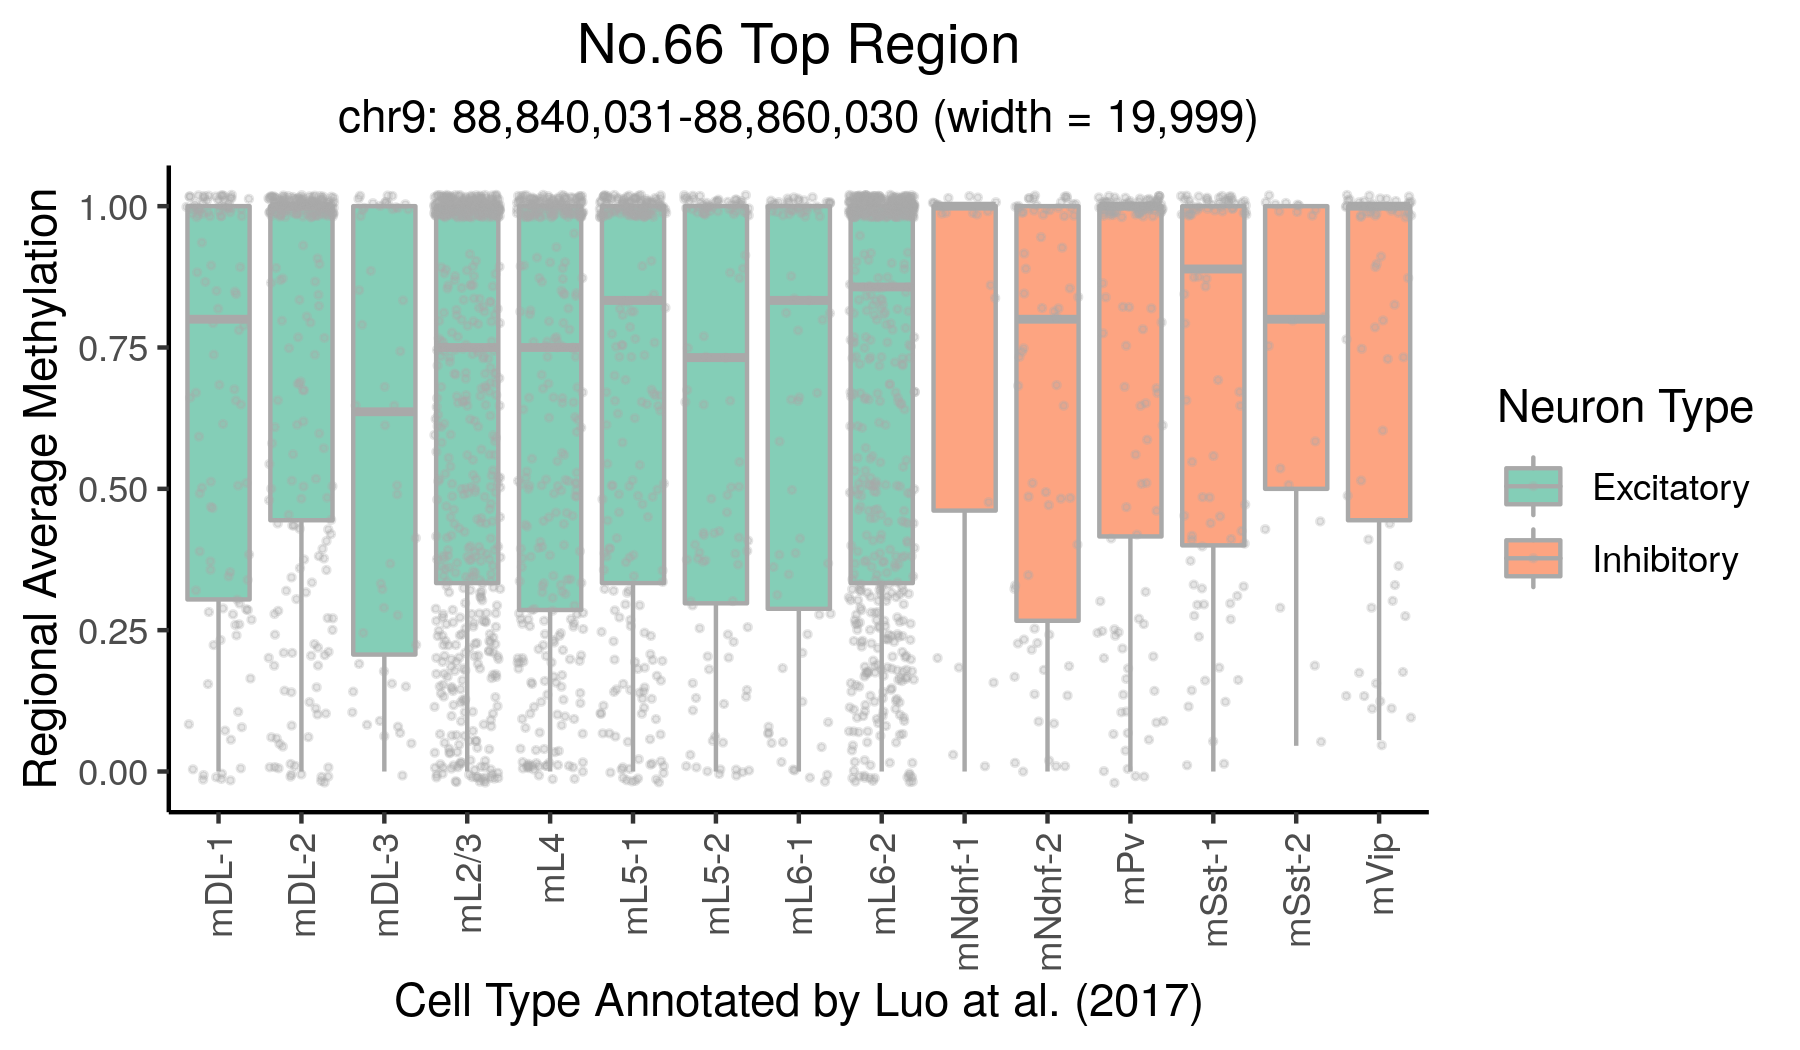 No.66 Top Region
chr9: 88,840,031-88,860,030 (width = 19,999)
Regional Average Methylation
1.00
0.75
0.50
0.25
0.00
mDL-1
mDL-2
mDL-3
mL2/3
mL4
mL5-1
mL5-2
mL6-1
mL6-2
mNdnf-1
mNdnf-2
mPv
mSst-1
mSst-2
mVip
Cell Type Annotated by Luo at al. (2017)
Neuron Type
Excitatory
Inhibitory